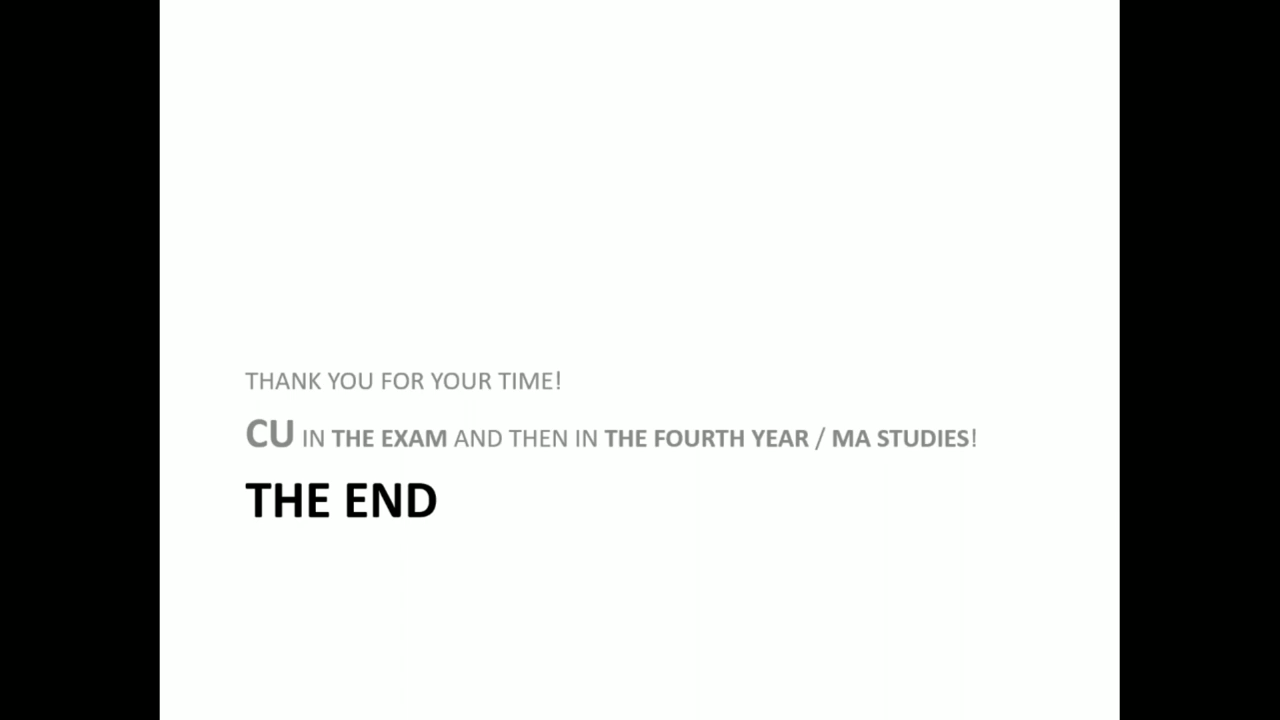 THANK YOU FOR YOUR TIME!
CU IN THE EXAM AND THEN IN THE FOURTH YEAR / MA STUDIES!
THE END